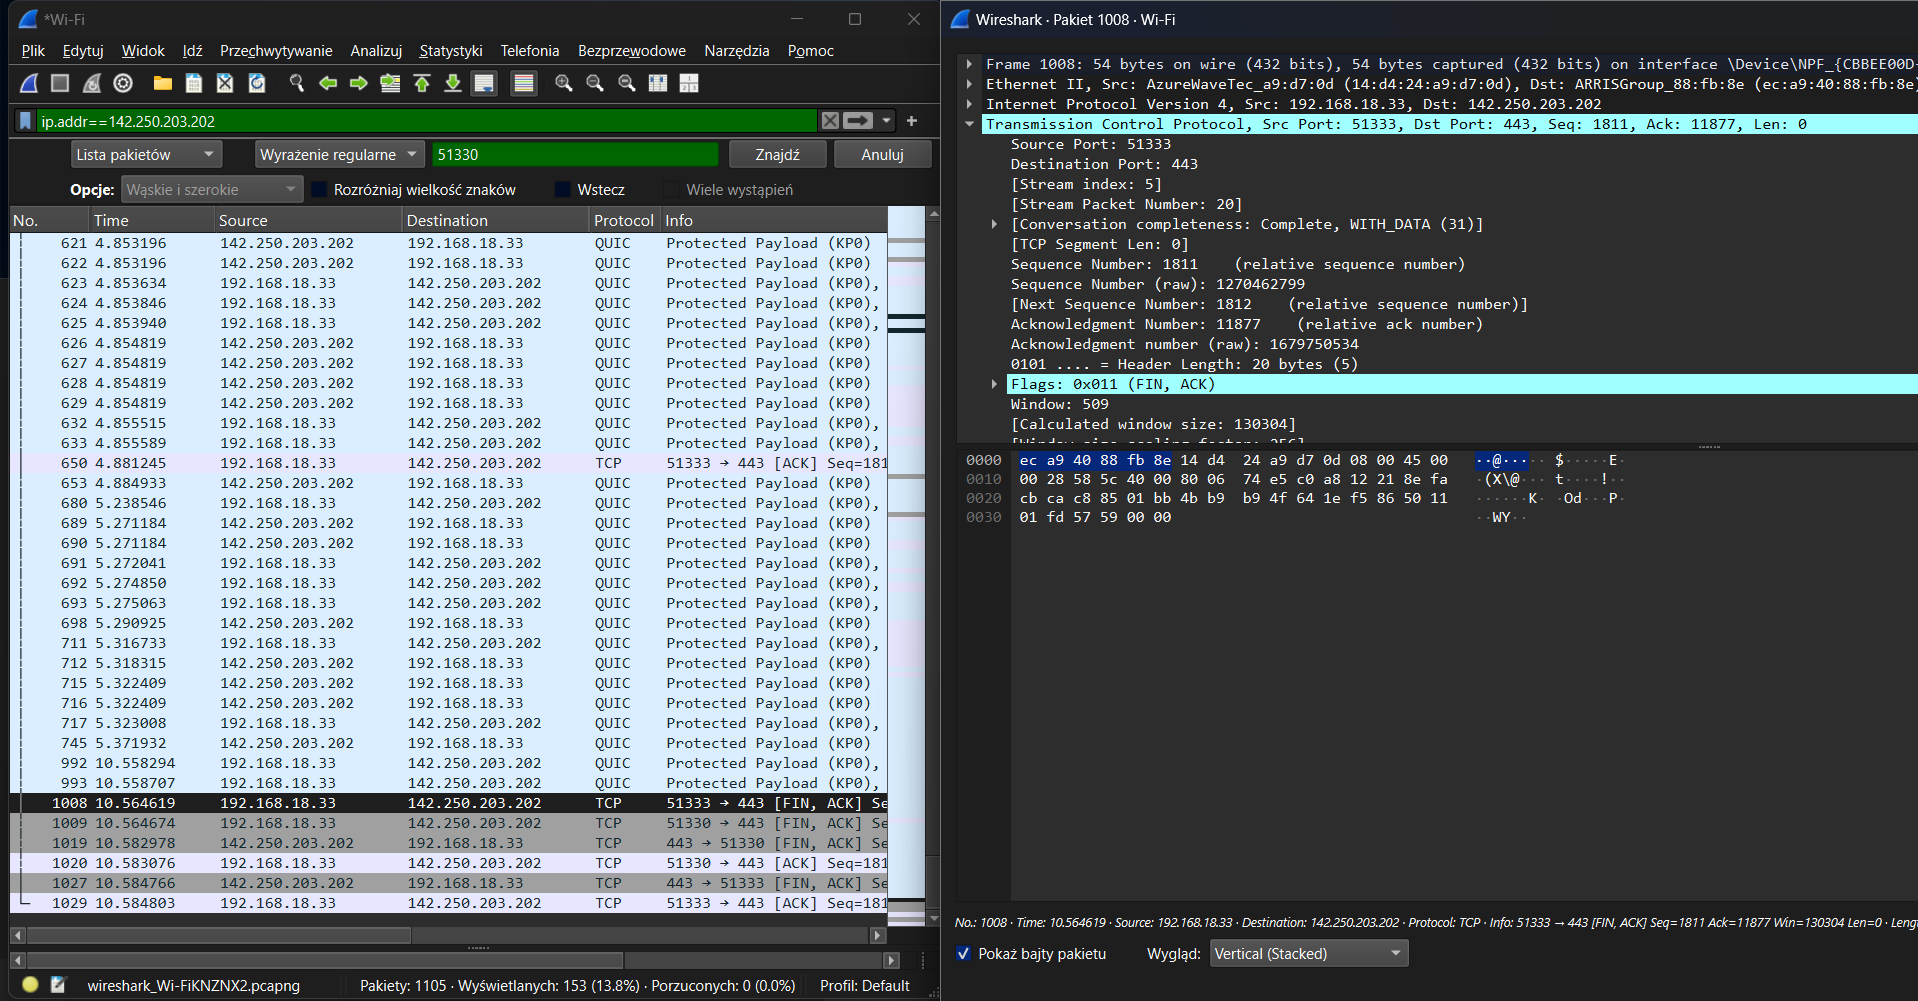 *Wi-Fi
Plik Edytuj Widok Idź Przechwytywanie Analizuj Statystyki Telefonia Bezprzewodowe Narzędzia Pomoc
ip.addr==142.250.203.202
Lista pakietów Wyrażenie regularne 51330 Znajdź Anuluj
Opcje: Wąskie i szerokie Rozróżniaj wielkość znaków Wstecz Wiele wystąpień
No. Time Source Destination Protocol Info
621 4.853196 142.250.203.202 192.168.18.33 QUIC Protected Payload (KP0)
622 4.853196 142.250.203.202 192.168.18.33 QUIC Protected Payload (KP0)
623 4.853634 192.168.18.33 142.250.203.202 QUIC Protected Payload (KP0),
624 4.853846 192.168.18.33 142.250.203.202 QUIC Protected Payload (KP0),
625 4.853940 192.168.18.33 142.250.203.202 QUIC Protected Payload (KP0),
626 4.854819 142.250.203.202 192.168.18.33 QUIC Protected Payload (KP0)
627 4.854819 142.250.203.202 192.168.18.33 QUIC Protected Payload (KP0)
628 4.854819 142.250.203.202 192.168.18.33 QUIC Protected Payload (KP0)
629 4.854819 142.250.203.202 192.168.18.33 QUIC Protected Payload (KP0)
632 4.855515 192.168.18.33 142.250.203.202 QUIC Protected Payload (KP0),
633 4.855589 192.168.18.33 142.250.203.202 QUIC Protected Payload (KP0),
650 4.881245 192.168.18.33 142.250.203.202 TCP 51333 → 443 [ACK] Seq=181
653 4.884933 142.250.203.202 192.168.18.33 QUIC Protected Payload (KP0)
680 5.238546 192.168.18.33 142.250.203.202 QUIC Protected Payload (KP0),
689 5.271184 142.250.203.202 192.168.18.33 QUIC Protected Payload (KP0)
690 5.271184 142.250.203.202 192.168.18.33 QUIC Protected Payload (KP0)
691 5.272041 192.168.18.33 142.250.203.202 QUIC Protected Payload (KP0),
692 5.274850 192.168.18.33 142.250.203.202 QUIC Protected Payload (KP0),
693 5.275063 192.168.18.33 142.250.203.202 QUIC Protected Payload (KP0),
698 5.290925 142.250.203.202 192.168.18.33 QUIC Protected Payload (KP0)
711 5.316733 192.168.18.33 142.250.203.202 QUIC Protected Payload (KP0),
712 5.318315 142.250.203.202 192.168.18.33 QUIC Protected Payload (KP0)
715 5.322409 142.250.203.202 192.168.18.33 QUIC Protected Payload (KP0)
716 5.322409 142.250.203.202 192.168.18.33 QUIC Protected Payload (KP0)
717 5.323008 192.168.18.33 142.250.203.202 QUIC Protected Payload (KP0),
745 5.371932 142.250.203.202 192.168.18.33 QUIC Protected Payload (KP0)
992 10.558294 192.168.18.33 142.250.203.202 QUIC Protected Payload (KP0),
993 10.558707 192.168.18.33 142.250.203.202 QUIC Protected Payload (KP0),
1008 10.564619 192.168.18.33 142.250.203.202 TCP 51333 → 443 [FIN, ACK] Se
1009 10.564674 192.168.18.33 142.250.203.202 TCP 51330 → 443 [FIN, ACK] Se
1019 10.582978 142.250.203.202 192.168.18.33 TCP 443 → 51330 [FIN, ACK] Se
1020 10.583076 192.168.18.33 142.250.203.202 TCP 51330 → 443 [ACK] Seq=181
1027 10.584766 142.250.203.202 192.168.18.33 TCP 443 → 51333 [FIN, ACK] Se
1029 10.584803 192.168.18.33 142.250.203.202 TCP 51333 → 443 [ACK] Seq=181
wireshark_Wi-FiKNZNX2.pcapng Pakiety: 1105 · Wyświetlanych: 153 (13.8%) · Porzuconych: 0 (0.0%) Profil: Default
Wireshark · Pakiet 1008 · Wi-Fi
Frame 1008: 54 bytes on wire (432 bits), 54 bytes captured (432 bits) on interface \Device\NPF_{CBBEE00D-
Ethernet II, Src: AzureWaveTec_a9:d7:0d (14:d4:24:a9:d7:0d), Dst: ARRISGroup_88:fb:8e (ec:a9:40:88:fb:8e)
Internet Protocol Version 4, Src: 192.168.18.33, Dst: 142.250.203.202
Transmission Control Protocol, Src Port: 51333, Dst Port: 443, Seq: 1811, Ack: 11877, Len: 0
Source Port: 51333
Destination Port: 443
[Stream index: 5]
[Stream Packet Number: 20]
[Conversation completeness: Complete, WITH_DATA (31)]
[TCP Segment Len: 0]
Sequence Number: 1811 (relative sequence number)
Sequence Number (raw): 1270462799
[Next Sequence Number: 1812 (relative sequence number)]
Acknowledgment Number: 11877 (relative ack number)
Acknowledgment number (raw): 1679750534
0101 .... = Header Length: 20 bytes (5)
Flags: 0x011 (FIN, ACK)
Window: 509
[Calculated window size: 130304]
[Window size scaling factor: 256]
0000 ec a9 40 88 fb 8e 14 d4 24 a9 d7 0d 08 00 45 00 ··@····· $·····E·
0010 00 28 58 5c 40 00 80 06 74 e5 c0 a8 12 21 8e fa ·(X\@··· t····!··
0020 cb ca c8 85 01 bb 4b b9 b9 4f 64 1e f5 86 50 11 ······K· ·Od···P·
0030 01 fd 57 59 00 00 ··WY··
No.: 1008 · Time: 10.564619 · Source: 192.168.18.33 · Destination: 142.250.203.202 · Protocol: TCP · Info: 51333 → 443 [FIN, ACK] Seq=1811 Ack=11877 Win=130304 Len=0 · Lengt
Pokaż bajty pakietu Wygląd: Vertical (Stacked)